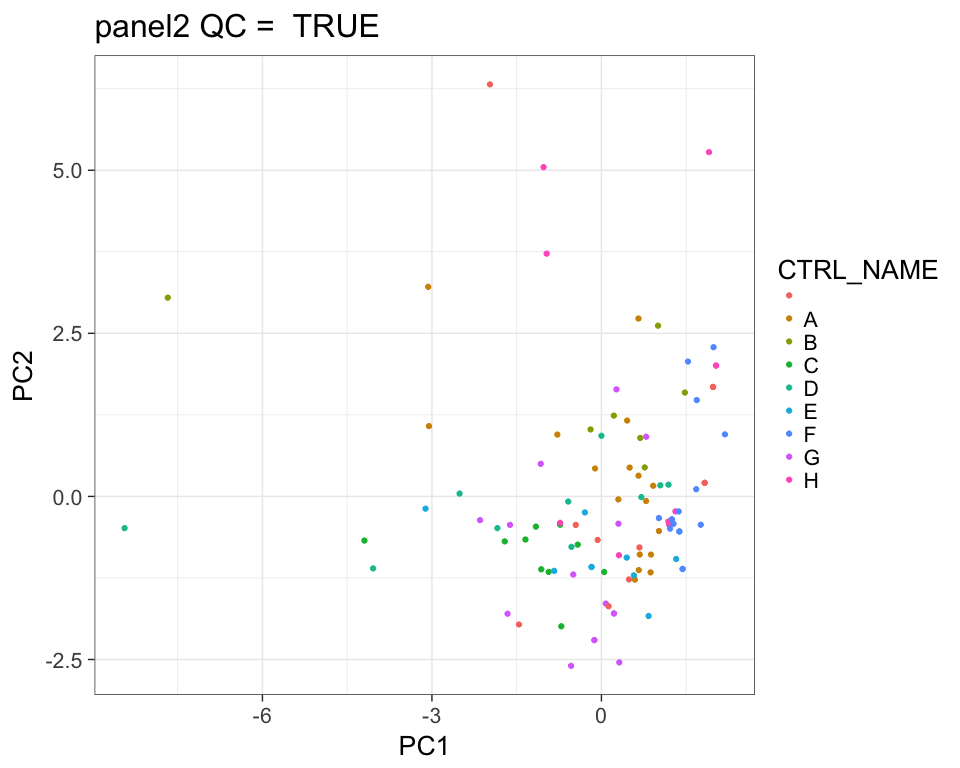 panel2 QC =  TRUE
5.0
2.5
0.0
-2.5
PC2
-6
-3
0
PC1
CTRL_NAME
A
B
C
D
E
F
G
H